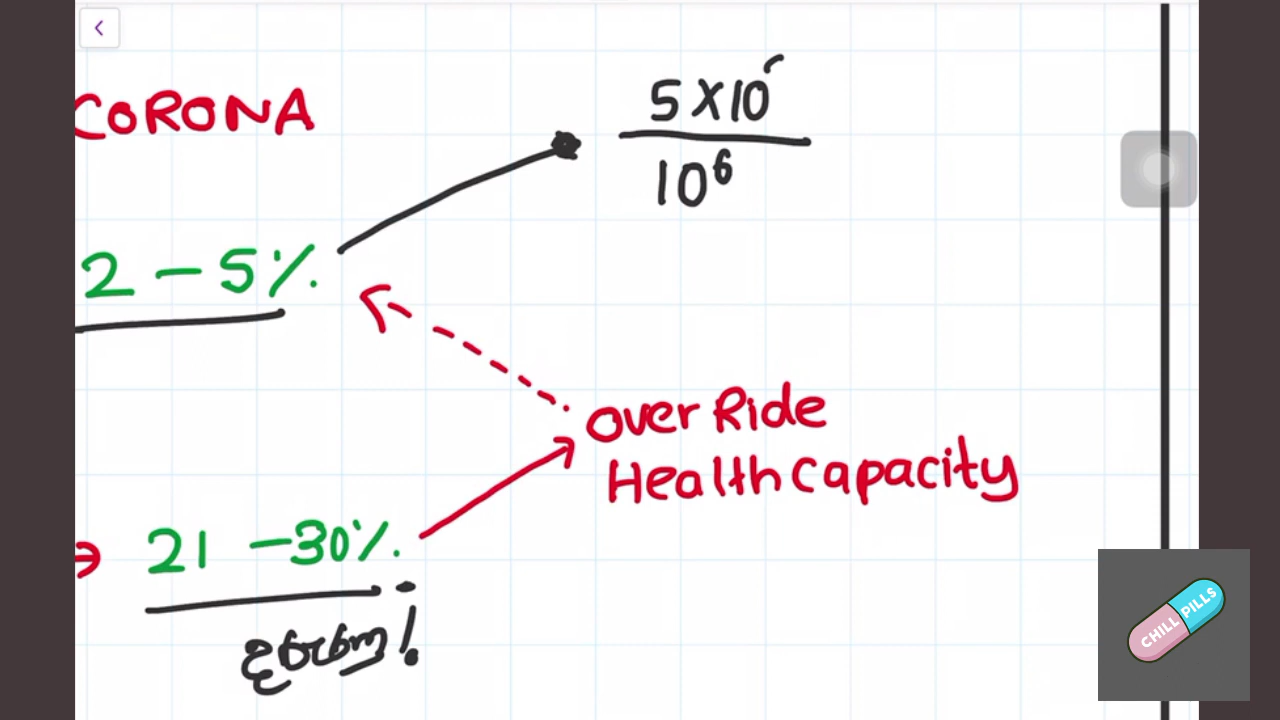 CORONA
5 X 10
10⁶
2 - 5%.
Over Ride
Health Capacity
21 - 30%.
CHILL PILLS